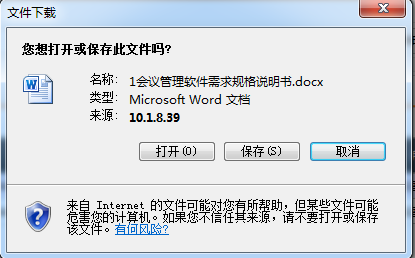 文件下载
您想打开或保存此文件吗?
名称: 1会议管理软件需求规格说明书.docx
类型: Microsoft Word 文档
来源: 10.1.8.39
打开(O) 保存(S) 取消
来自 Internet 的文件可能对您有所帮助，但某些文件可能
危害您的计算机。如果您不信任其来源，请不要打开或保存
该文件。有何风险?